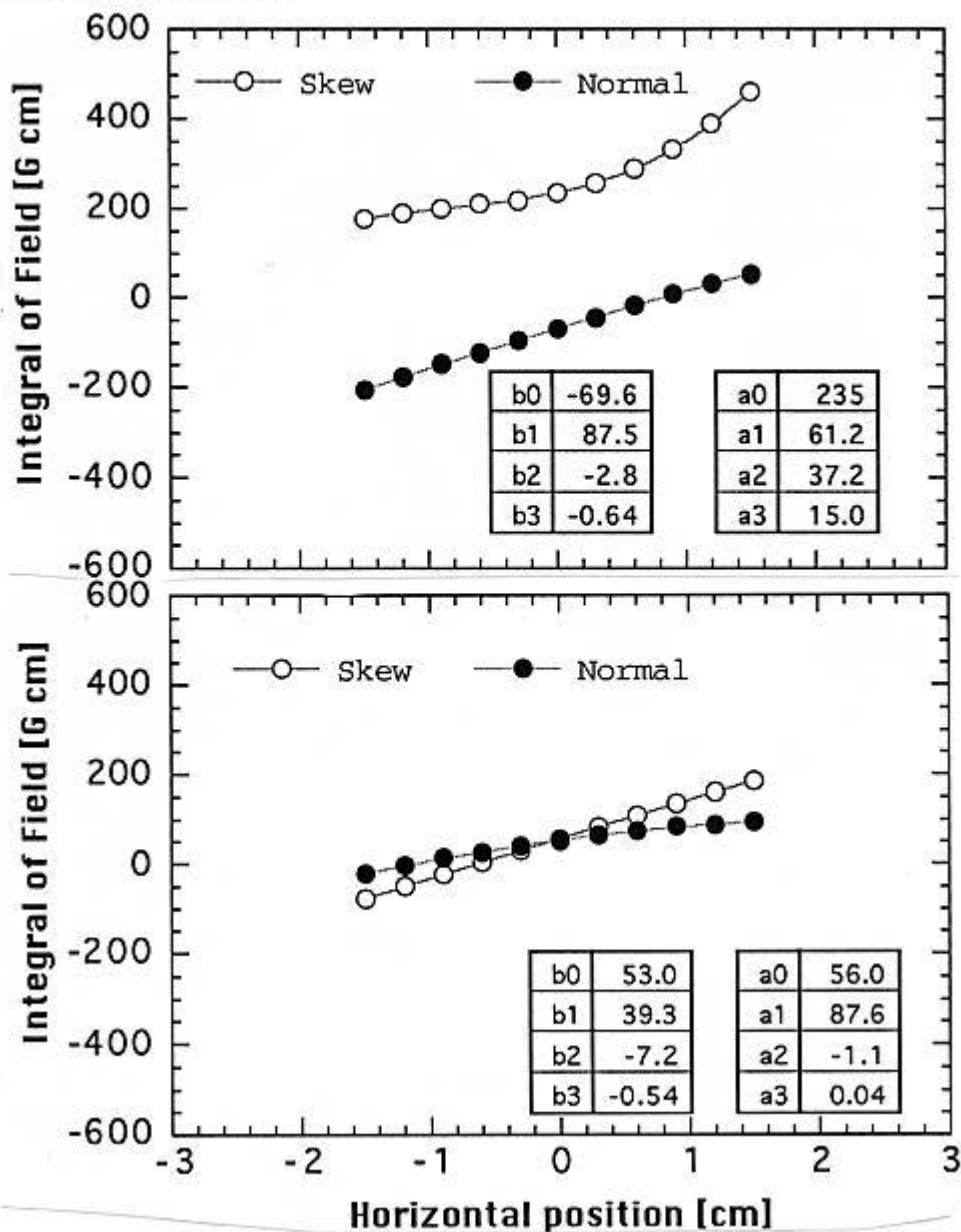 600
400
200
0
-200
-400
-600
Integral of Field [G cm]
Skew
Normal
b0 -69.6
b1 87.5
b2 -2.8
b3 -0.64
a0 235
a1 61.2
a2 37.2
a3 15.0
600
400
200
0
-200
-400
-600
Integral of Field [G cm]
Skew
Normal
b0 53.0
b1 39.3
b2 -7.2
b3 -0.54
a0 56.0
a1 87.6
a2 -1.1
a3 0.04
-3 -2 -1 0 1 2 3
Horizontal position [cm]